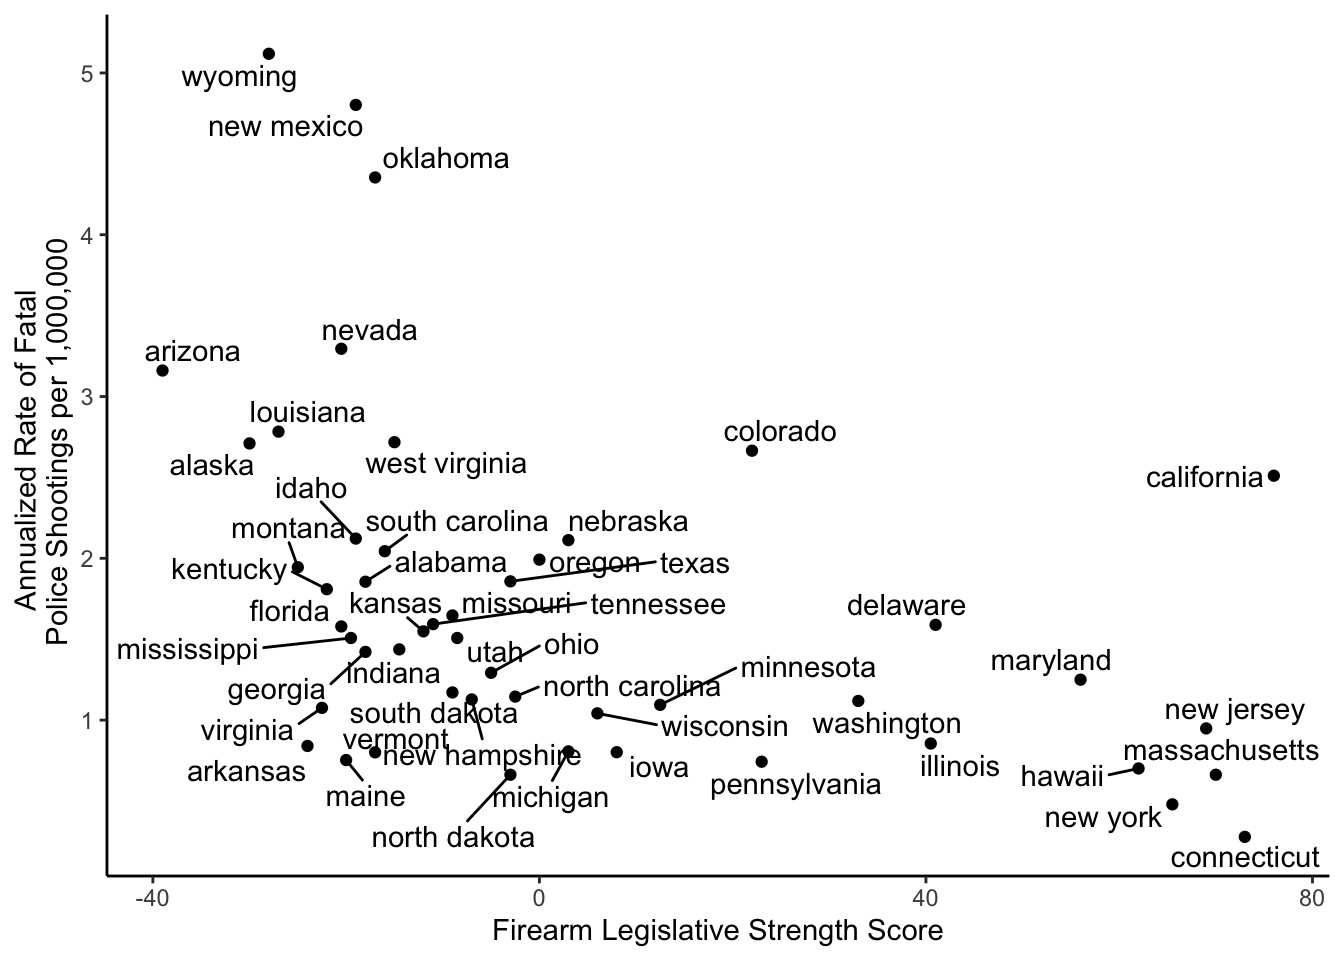 wyoming
new mexico
oklahoma
nevada
arizona
louisiana
colorado
alaska
west virginia
california
idaho
montana
south carolina
nebraska
kentucky
alabama
oregon
texas
florida
kansas
missouri
tennessee
delaware
mississippi
utah
ohio
indiana
georgia
north carolina
minnesota
maryland
virginia
south dakota
wisconsin
washington
new jersey
vermont
new hampshire
massachusetts
arkansas
iowa
illinois
hawaii
maine
michigan
pennsylvania
new york
north dakota
connecticut
5
4
3
2
1
-40
0
40
80
Annualized Rate of Fatal
Police Shootings per 1,000,000
Firearm Legislative Strength Score